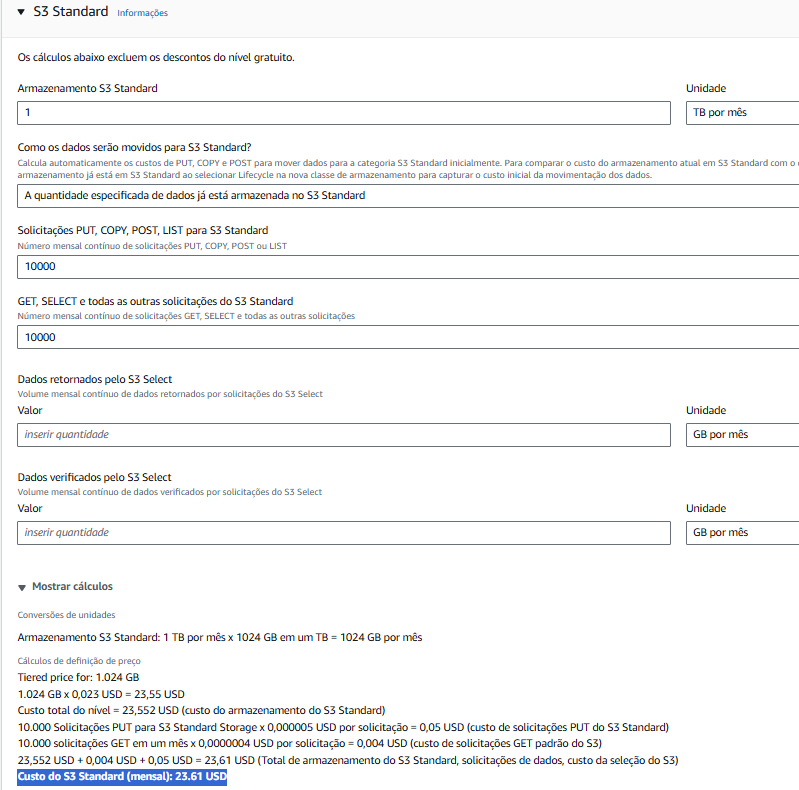 ▼ S3 Standard Informações
Os cálculos abaixo excluem os descontos do nível gratuito.
Armazenamento S3 Standard
Unidade
1
TB por mês
Como os dados serão movidos para S3 Standard?
Calcula automaticamente os custos de PUT, COPY e POST para mover dados para a categoria S3 Standard inicialmente. Para comparar o custo do armazenamento atual em S3 Standard com o
armazenamento já está em S3 Standard ao selecionar Lifecycle na nova classe de armazenamento para capturar o custo inicial da movimentação dos dados.
A quantidade especificada de dados já está armazenada no S3 Standard
Solicitações PUT, COPY, POST, LIST para S3 Standard
Número mensal contínuo de solicitações PUT, COPY, POST ou LIST
10000
GET, SELECT e todas as outras solicitações do S3 Standard
Número mensal contínuo de solicitações GET, SELECT e todas as outras solicitações
10000
Dados retornados pelo S3 Select
Volume mensal contínuo de dados retornados por solicitações do S3 Select
Valor
Unidade
inserir quantidade
GB por mês
Dados verificados pelo S3 Select
Volume mensal contínuo de dados verificados por solicitações do S3 Select
Valor
Unidade
inserir quantidade
GB por mês
▼ Mostrar cálculos
Conversões de unidades
Armazenamento S3 Standard: 1 TB por mês x 1024 GB em um TB = 1024 GB por mês
Cálculos de definição de preço
Tiered price for: 1.024 GB
1.024 GB x 0,023 USD = 23,55 USD
Custo total do nível = 23,552 USD (custo do armazenamento do S3 Standard)
10.000 Solicitações PUT para S3 Standard Storage x 0,000005 USD por solicitação = 0,05 USD (custo de solicitações PUT do S3 Standard)
10.000 solicitações GET em um mês x 0,0000004 USD por solicitação = 0,004 USD (custo de solicitações GET padrão do S3)
23,552 USD + 0,004 USD + 0,05 USD = 23,61 USD (Total de armazenamento do S3 Standard, solicitações de dados, custo da seleção do S3)
Custo do S3 Standard (mensal): 23.61 USD